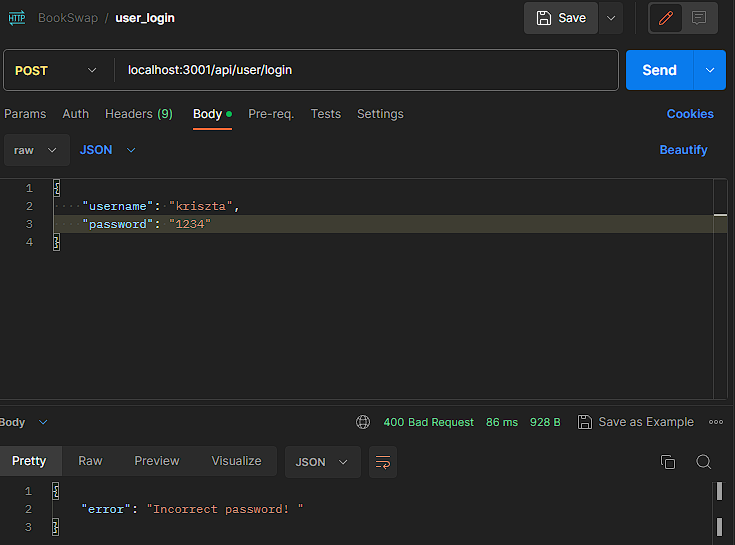 HTTP BookSwap / user_login Save
POST localhost:3001/api/user/login Send
Params Auth Headers (9) Body Pre-req. Tests Settings Cookies
raw JSON Beautify
1 {
2 "username": "kriszta",
3 "password": "1234"
4 }
Body 400 Bad Request 86 ms 928 B Save as Example
Pretty Raw Preview Visualize JSON
1 {
2 "error": "Incorrect password! "
3 }